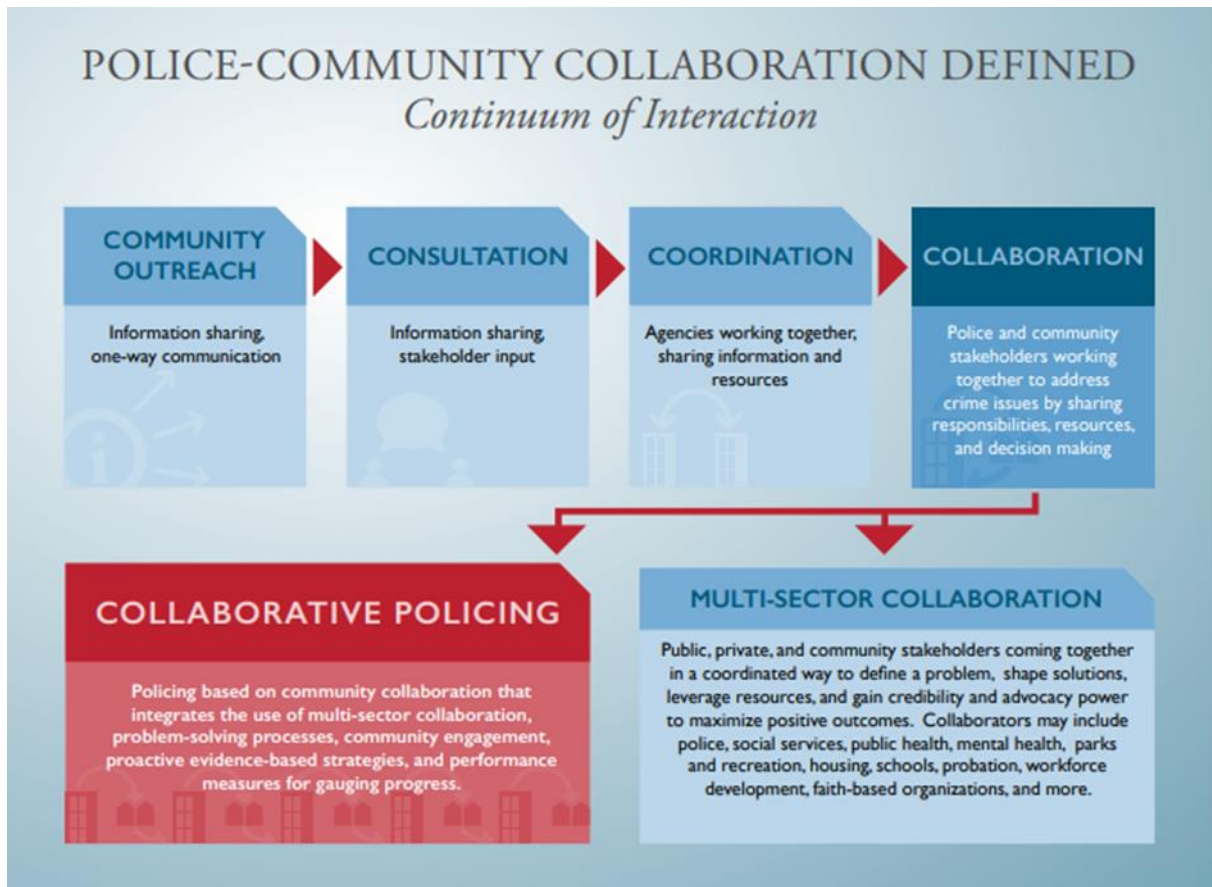 POLICE-COMMUNITY COLLABORATION DEFINED
Continuum of Interaction
COMMUNITY
OUTREACH
Information sharing,
one-way communication
CONSULTATION
Information sharing,
stakeholder input
COORDINATION
Agencies working together,
sharing information and
resources
COLLABORATION
Police and community
stakeholders working
together to address
crime issues by sharing
responsibilities, resources,
and decision making
COLLABORATIVE POLICING
Policing based on community collaboration that
integrates the use of multi-sector collaboration,
problem-solving processes, community engagement,
proactive evidence-based strategies, and performance
measures for gauging progress.
MULTI-SECTOR COLLABORATION
Public, private, and community stakeholders coming together
in a coordinated way to define a problem, shape solutions,
leverage resources, and gain credibility and advocacy power
to maximize positive outcomes. Collaborators may include
police, social services, public health, mental health, parks
and recreation, housing, schools, probation, workforce
development, faith-based organizations, and more.